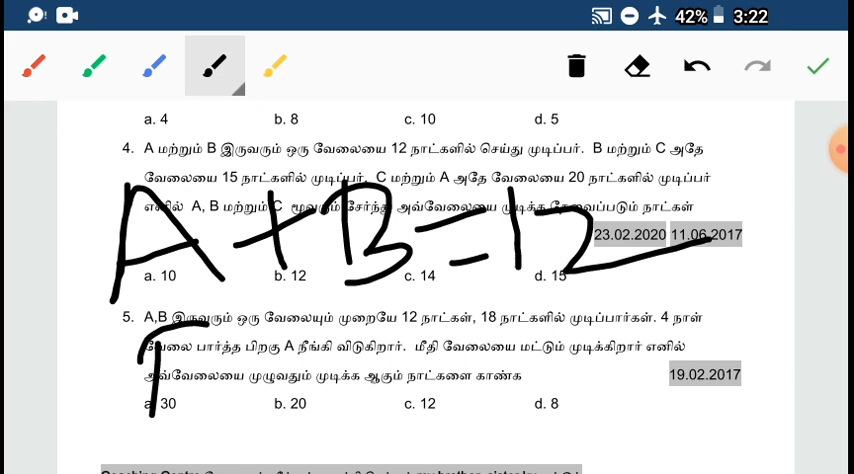 42% 3:22
a. 4 b. 8 c. 10 d. 5
4. A மற்றும் B இருவரும் ஒரு வேலையை 12 நாட்களில் செய்து முடிப்பர். B மற்றும் C அதே
வேலையை 15 நாட்களில் முடிப்பர். C மற்றும் A அதே வேலையை 20 நாட்களில் முடிப்பர்
எனில் A, B மற்றும் C மூவரும் சேர்ந்து அவ்வேலையை முடிக்க தேவைப்படும் நாட்கள்
23.02.2020 11.06.2017
A + B = 12
a. 10 b. 12 c. 14 d. 15
5. A,B இருவரும் ஒரு வேலையும் முறையே 12 நாட்கள், 18 நாட்களில் முடிப்பார்கள். 4 நாள்
வேலை பார்த்த பிறகு A நீங்கி விடுகிறார். மீதி வேலையை மட்டும் முடிக்கிறார் எனில்
அவ்வேலையை முழுவதும் முடிக்க ஆகும் நாட்களை காண்க 19.02.2017
a. 30 b. 20 c. 12 d. 8